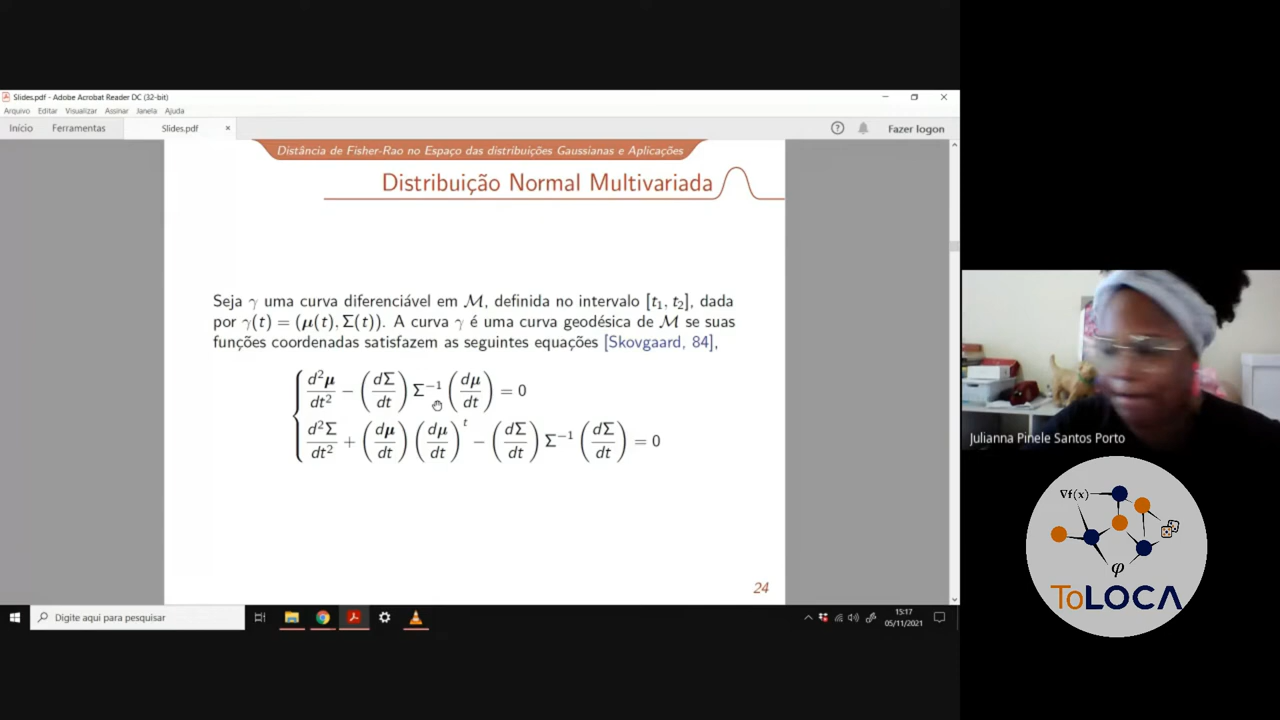 Slides.pdf - Adobe Acrobat Reader DC (32-bit)
Arquivo Editar Visualizar Assinar Janela Ajuda
Início Ferramentas Slides.pdf × Fazer logon
Distância de Fisher-Rao no Espaço das distribuições Gaussianas e Aplicações
Distribuição Normal Multivariada
Seja γ uma curva diferenciável em ℳ, definida no intervalo [t₁, t₂], dada
por γ(t) = (μ(t), Σ(t)). A curva γ é uma curva geodésica de ℳ se suas
funções coordenadas satisfazem as seguintes equações [Skovgaard, 84],
d²μ/dt² − (dΣ/dt) Σ⁻¹ (dμ/dt) = 0
d²Σ/dt² + (dμ/dt) (dμ/dt)ᵗ − (dΣ/dt) Σ⁻¹ (dΣ/dt) = 0
24
Julianna Pinele Santos Porto
∇f(x)
φ
ToLOCA
Digite aqui para pesquisar
15:17
05/11/2021